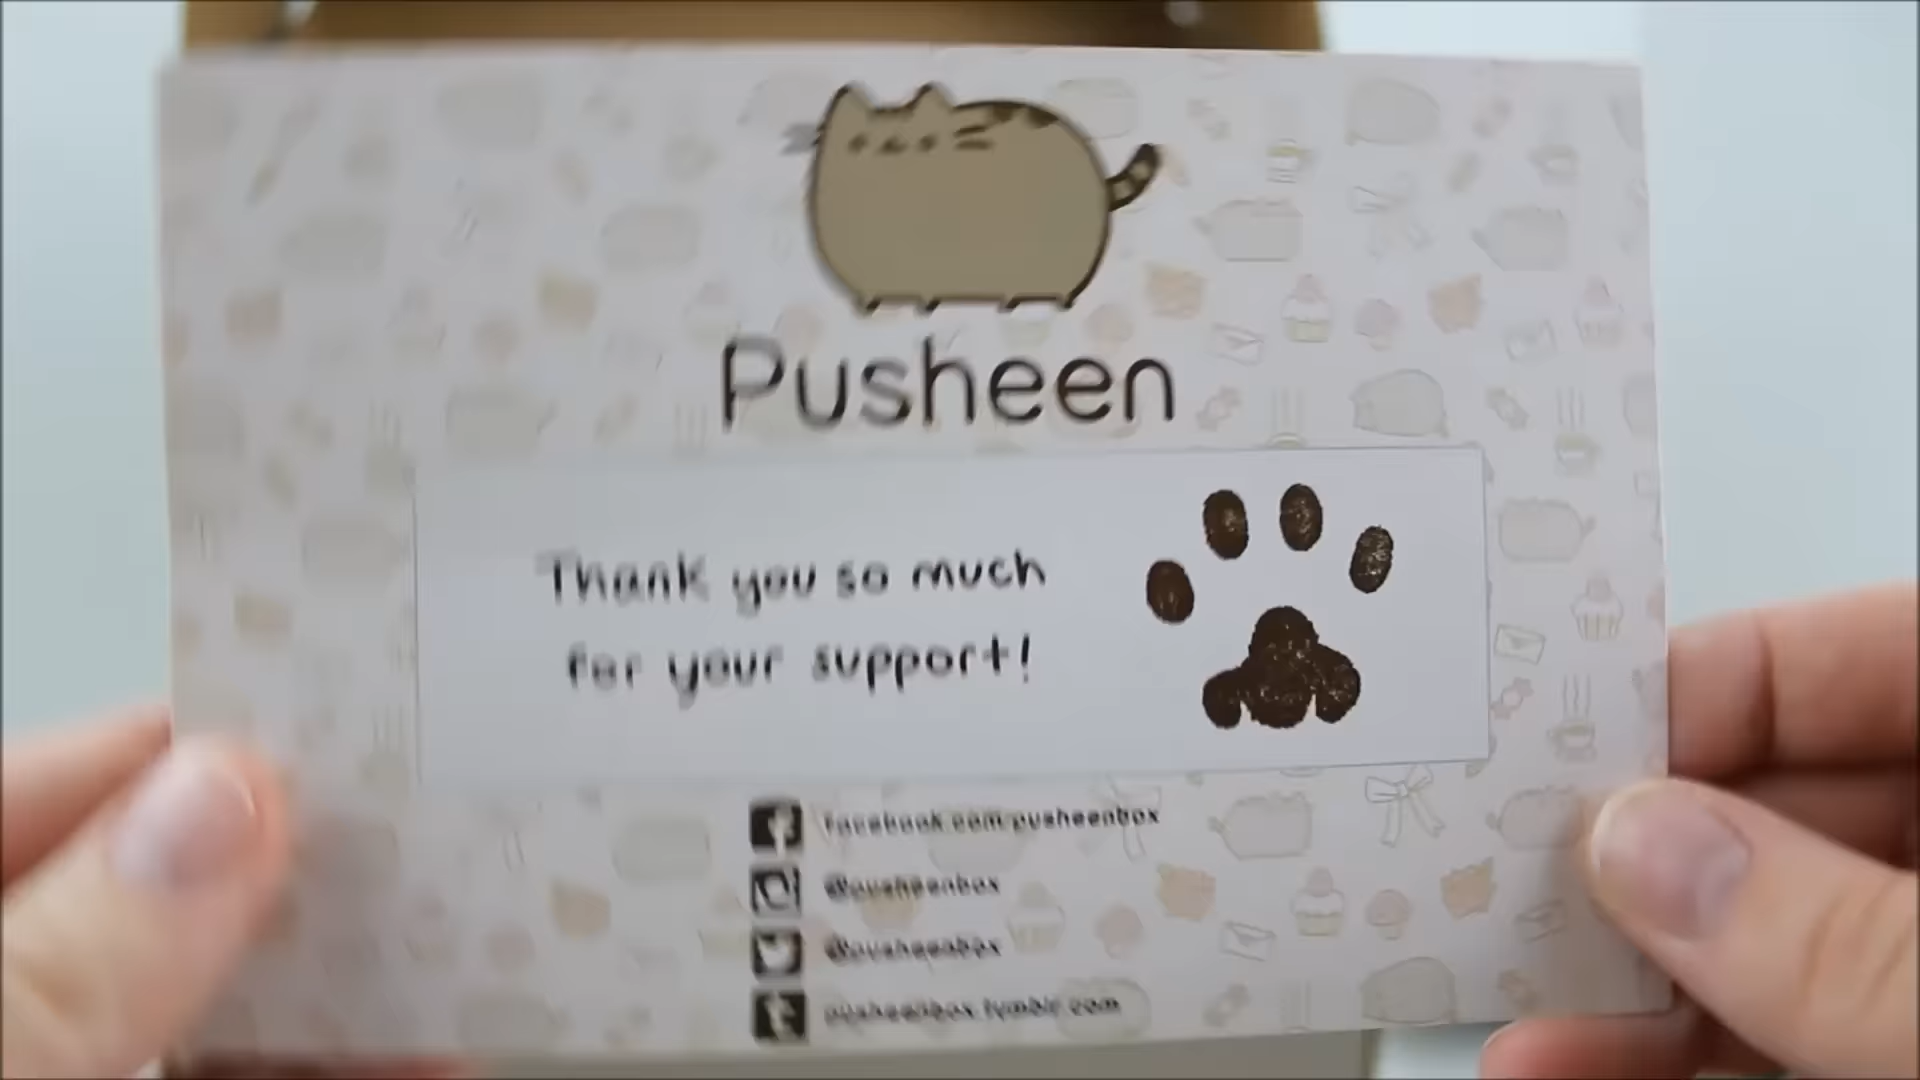 Pusheen
Thank you so much
for your support!
facebook.com/pusheenbox
@pusheenbox
@pusheenbox
pusheenbox.tumblr.com